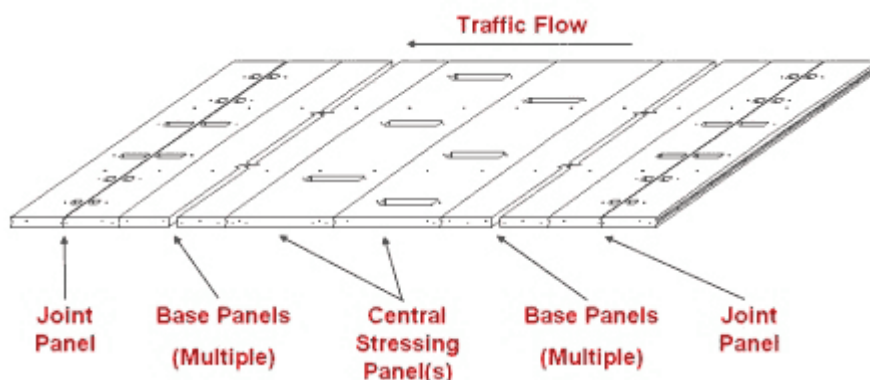 Traffic Flow
Joint
Panel
Base Panels
(Multiple)
Central
Stressing
Panel(s)
Base Panels
(Multiple)
Joint
Panel